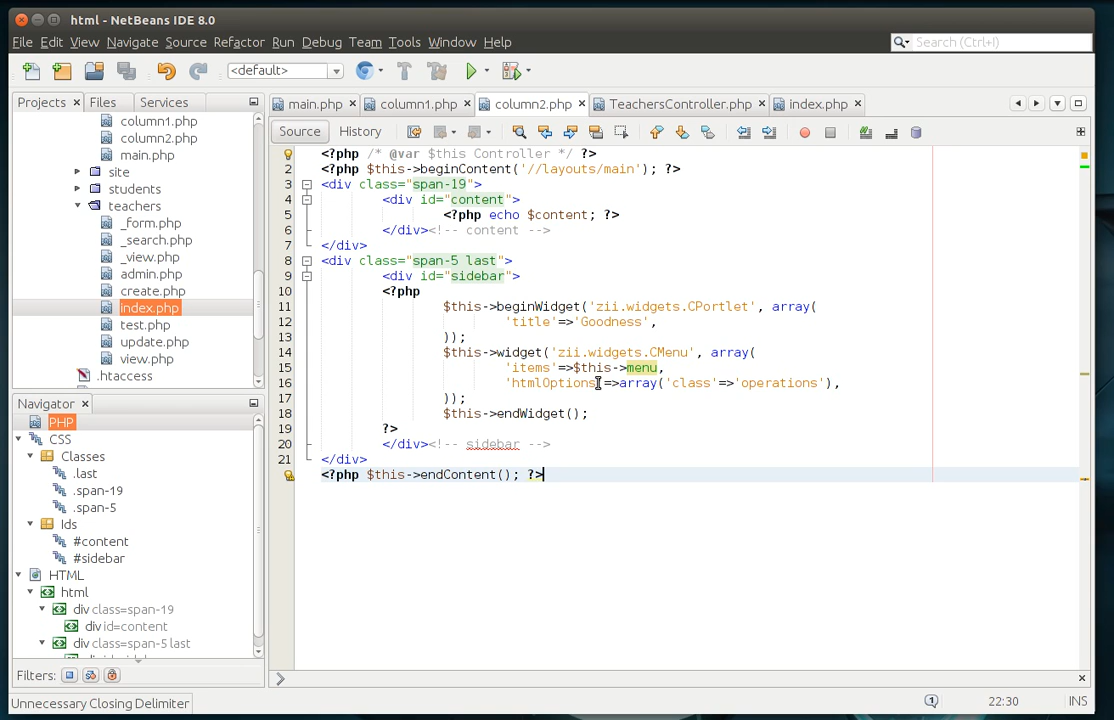 html - NetBeans IDE 8.0
File Edit View Navigate Source Refactor Run Debug Team Tools Window Help
Search (Ctrl+I)
<default>
Projects Files Services
main.php column1.php column2.php TeachersController.php index.php
Source History
column1.php
column2.php
main.php
site
students
teachers
_form.php
_search.php
_view.php
admin.php
create.php
index.php
test.php
update.php
view.php
.htaccess
Navigator
PHP
CSS
Classes
.last
.span-19
.span-5
Ids
#content
#sidebar
HTML
html
div class=span-19
div id=content
div class=span-5 last
Filters:
1 <?php /* @var $this Controller */ ?>
2 <?php $this->beginContent('//layouts/main'); ?>
3 <div class="span-19">
4 <div id="content">
5 <?php echo $content; ?>
6 </div><!-- content -->
7 </div>
8 <div class="span-5 last">
9 <div id="sidebar">
10 <?php
11 $this->beginWidget('zii.widgets.CPortlet', array(
12 'title'=>'Goodness',
13 ));
14 $this->widget('zii.widgets.CMenu', array(
15 'items'=>$this->menu,
16 'htmlOptions'=>array('class'=>'operations'),
17 ));
18 $this->endWidget();
19 ?>
20 </div><!-- sidebar -->
21 </div>
<?php $this->endContent(); ?>
Unnecessary Closing Delimiter
1
22:30
INS